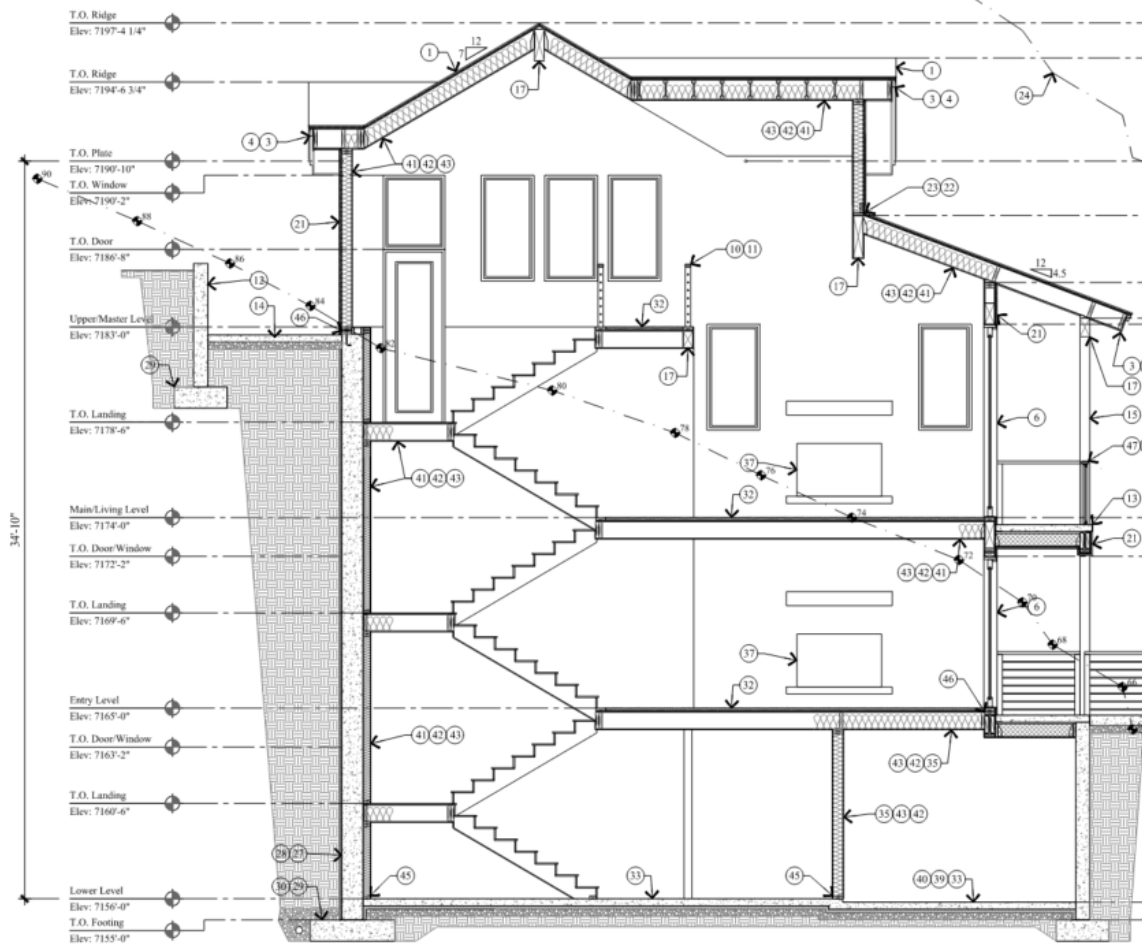 T.O. Ridge
Elev: 7197'-4 1/4"
T.O. Ridge
Elev: 7194'-6 3/4"
T.O. Plate
Elev: 7190'-10"
T.O. Window
Elev: 7190'-2"
T.O. Door
Elev: 7186'-8"
Upper/Master Level
Elev: 7183'-0"
T.O. Landing
Elev: 7178'-6"
Main/Living Level
Elev: 7174'-0"
T.O. Door/Window
Elev: 7172'-2"
T.O. Landing
Elev: 7169'-6"
Entry Level
Elev: 7165'-0"
T.O. Door/Window
Elev: 7163'-2"
T.O. Landing
Elev: 7160'-6"
Lower Level
Elev: 7156'-0"
T.O. Footing
Elev: 7155'-0"
34'-10"
12
7
1
17
1
3 4
24
4 3
41 42 43
43 42 41
90
88
86
84
82
80
78
76
74
72
70
68
66
21
23 22
12
10 11
17
43 42 41
12
4.5
14
46
32
21
29
17
3
17
6
15
41 42 43
37
47
32
13
21
43 42 41
6
37
46
32
41 42 43
43 42 35
35 43 42
28 27
45
33
45
40 39 33
30 29